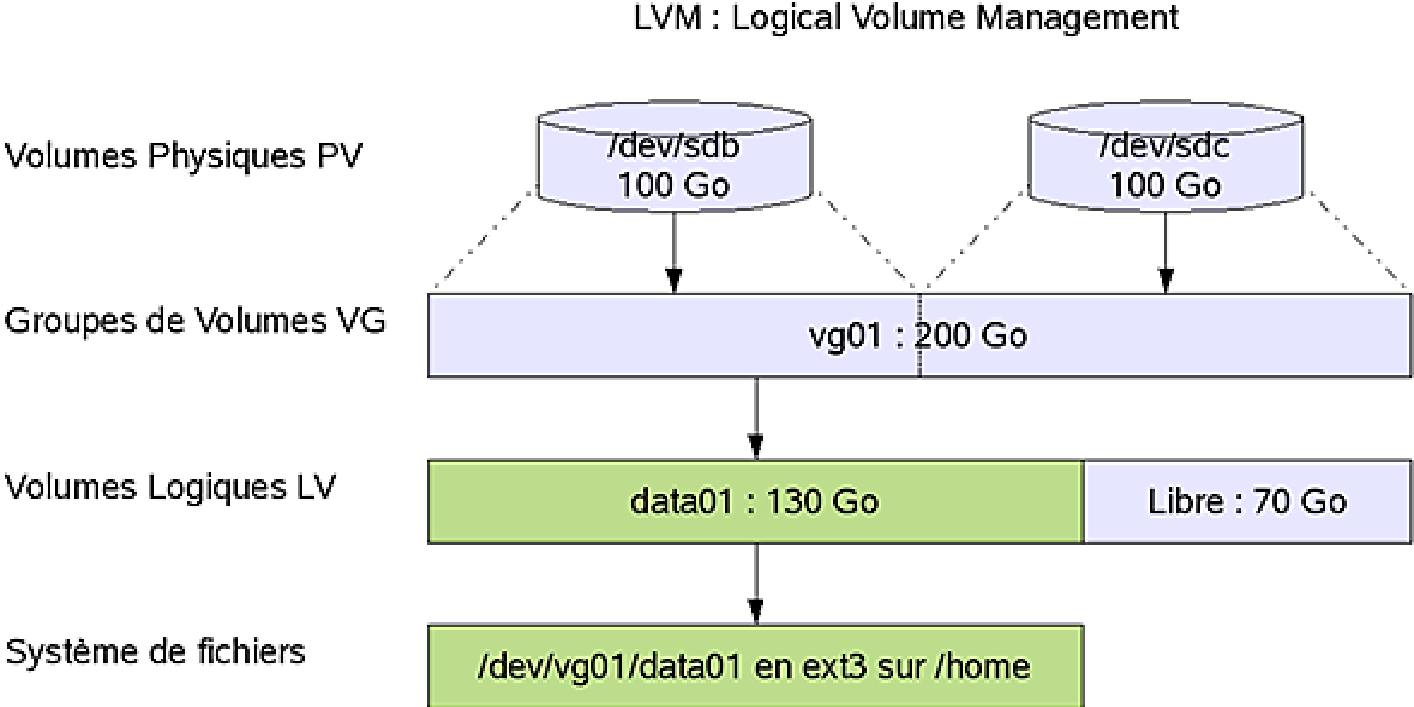 LVM : Logical Volume Management
Volumes Physiques PV
/dev/sdb
100 Go
/dev/sdc
100 Go
Groupes de Volumes VG
vg01 : 200 Go
Volumes Logiques LV
data01 : 130 Go
Libre : 70 Go
Système de fichiers
/dev/vg01/data01 en ext3 sur /home